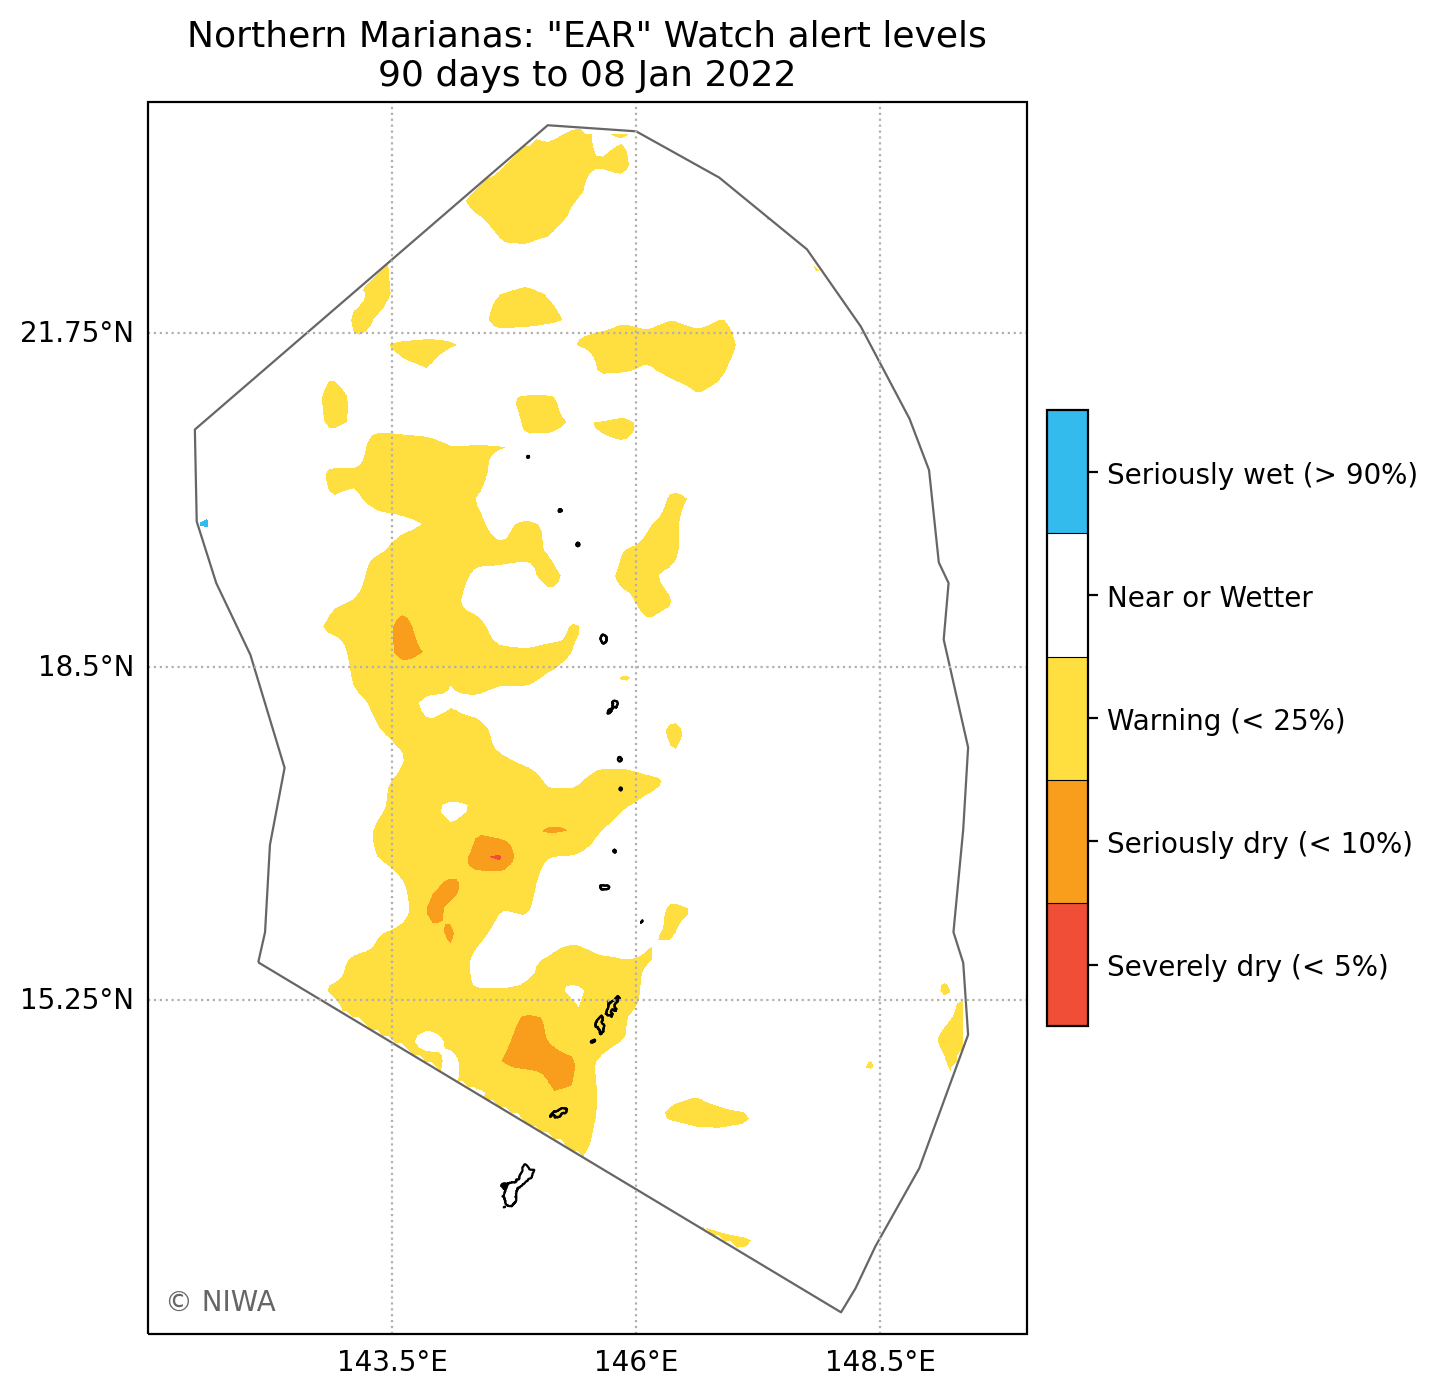 Northern Marianas: "EAR" Watch alert levels
90 days to 08 Jan 2022
21.75°N
18.5°N
15.25°N
143.5°E
146°E
148.5°E
Seriously wet (> 90%)
Near or Wetter
Warning (< 25%)
Seriously dry (< 10%)
Severely dry (< 5%)
© NIWA